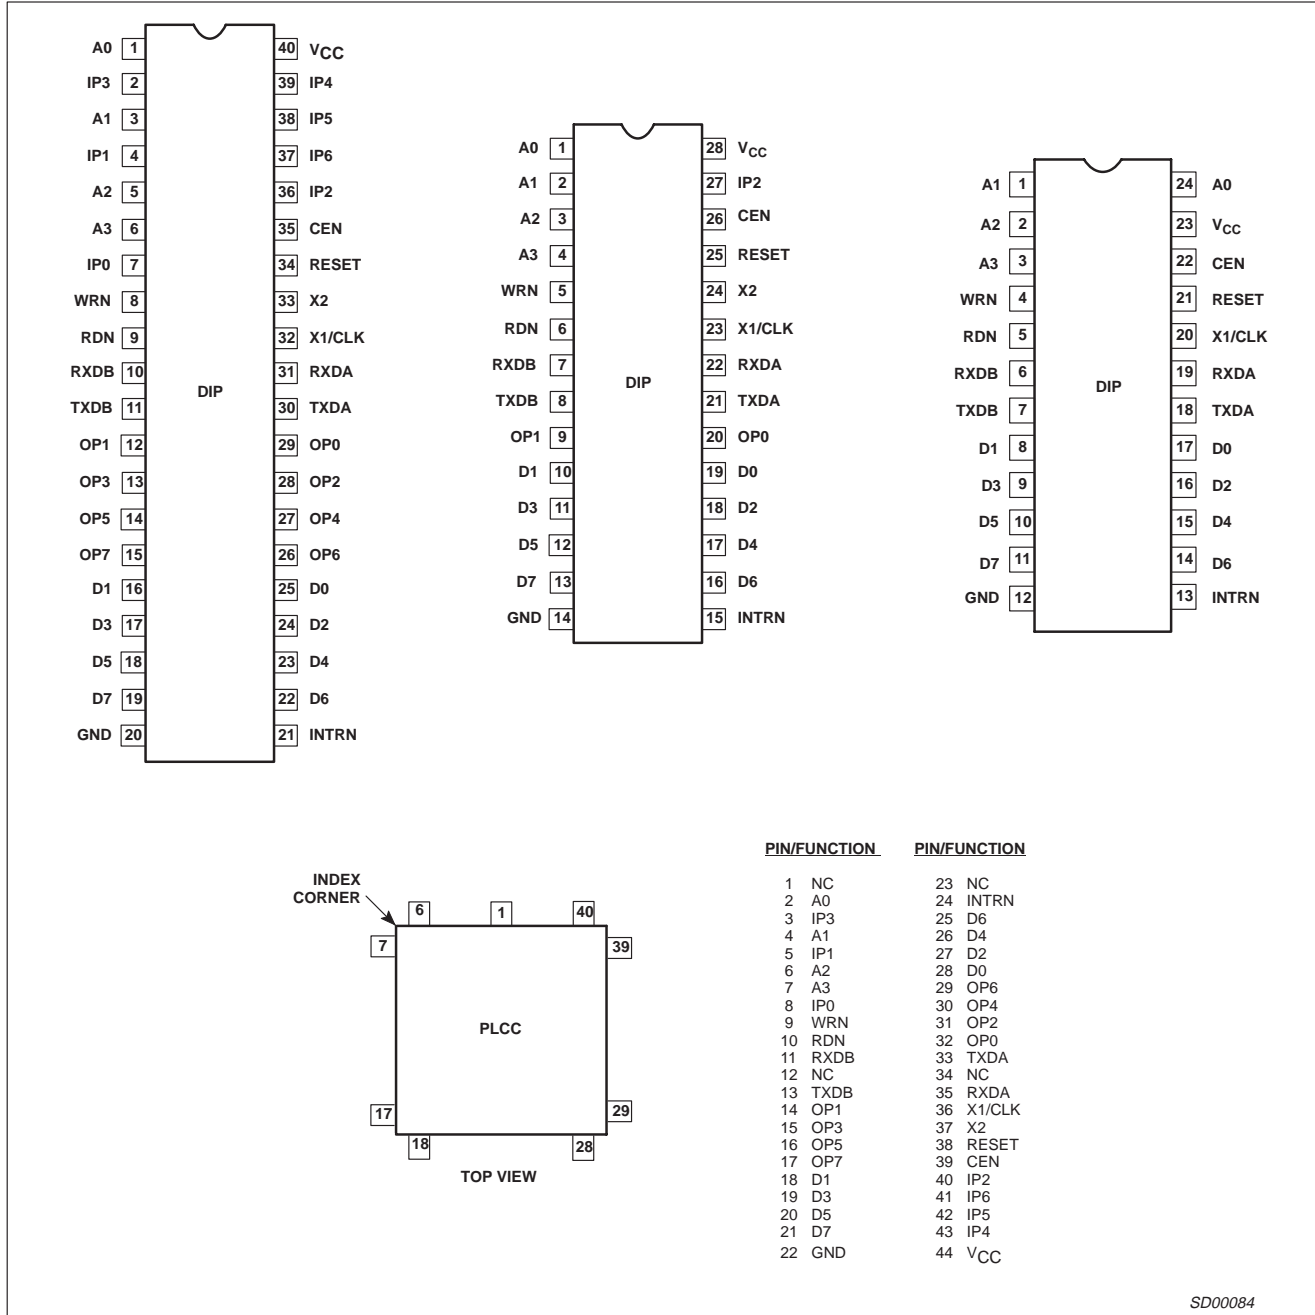 A0 1 40 VCC
IP3 2 39 IP4
A1 3 38 IP5
IP1 4 37 IP6
A2 5 36 IP2
A3 6 35 CEN
IP0 7 34 RESET
WRN 8 33 X2
RDN 9 32 X1/CLK
RXDB 10 31 RXDA
DIP
TXDB 11 30 TXDA
OP1 12 29 OP0
OP3 13 28 OP2
OP5 14 27 OP4
OP7 15 26 OP6
D1 16 25 D0
D3 17 24 D2
D5 18 23 D4
D7 19 22 D6
GND 20 21 INTRN
A0 1 28 VCC
A1 2 27 IP2
A2 3 26 CEN
A3 4 25 RESET
WRN 5 24 X2
RDN 6 23 X1/CLK
RXDB 7 22 RXDA
DIP
TXDB 8 21 TXDA
OP1 9 20 OP0
D1 10 19 D0
D3 11 18 D2
D5 12 17 D4
D7 13 16 D6
GND 14 15 INTRN
A1 1 24 A0
A2 2 23 VCC
A3 3 22 CEN
WRN 4 21 RESET
RDN 5 20 X1/CLK
RXDB 6 19 RXDA
DIP
TXDB 7 18 TXDA
D1 8 17 D0
D3 9 16 D2
D5 10 15 D4
D7 11 14 D6
GND 12 13 INTRN
INDEX
CORNER
6 1 40
7 39
PLCC
17 29
18 28
TOP VIEW
PIN/FUNCTION PIN/FUNCTION
1 NC 23 NC
2 A0 24 INTRN
3 IP3 25 D6
4 A1 26 D4
5 IP1 27 D2
6 A2 28 D0
7 A3 29 OP6
8 IP0 30 OP4
9 WRN 31 OP2
10 RDN 32 OP0
11 RXDB 33 TXDA
12 NC 34 NC
13 TXDB 35 RXDA
14 OP1 36 X1/CLK
15 OP3 37 X2
16 OP5 38 RESET
17 OP7 39 CEN
18 D1 40 IP2
19 D3 41 IP6
20 D5 42 IP5
21 D7 43 IP4
22 GND 44 VCC
SD00084